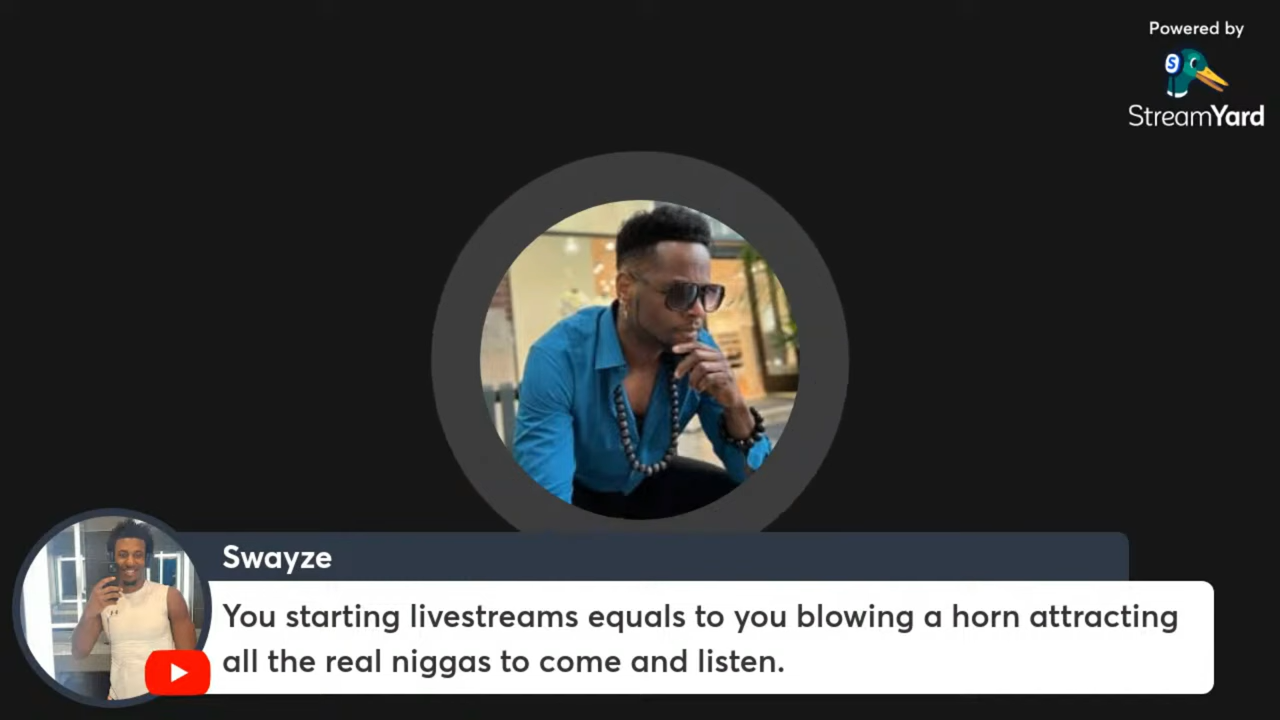 Powered by
StreamYard
Swayze
You starting livestreams equals to you blowing a horn attracting
all the real niggas to come and listen.